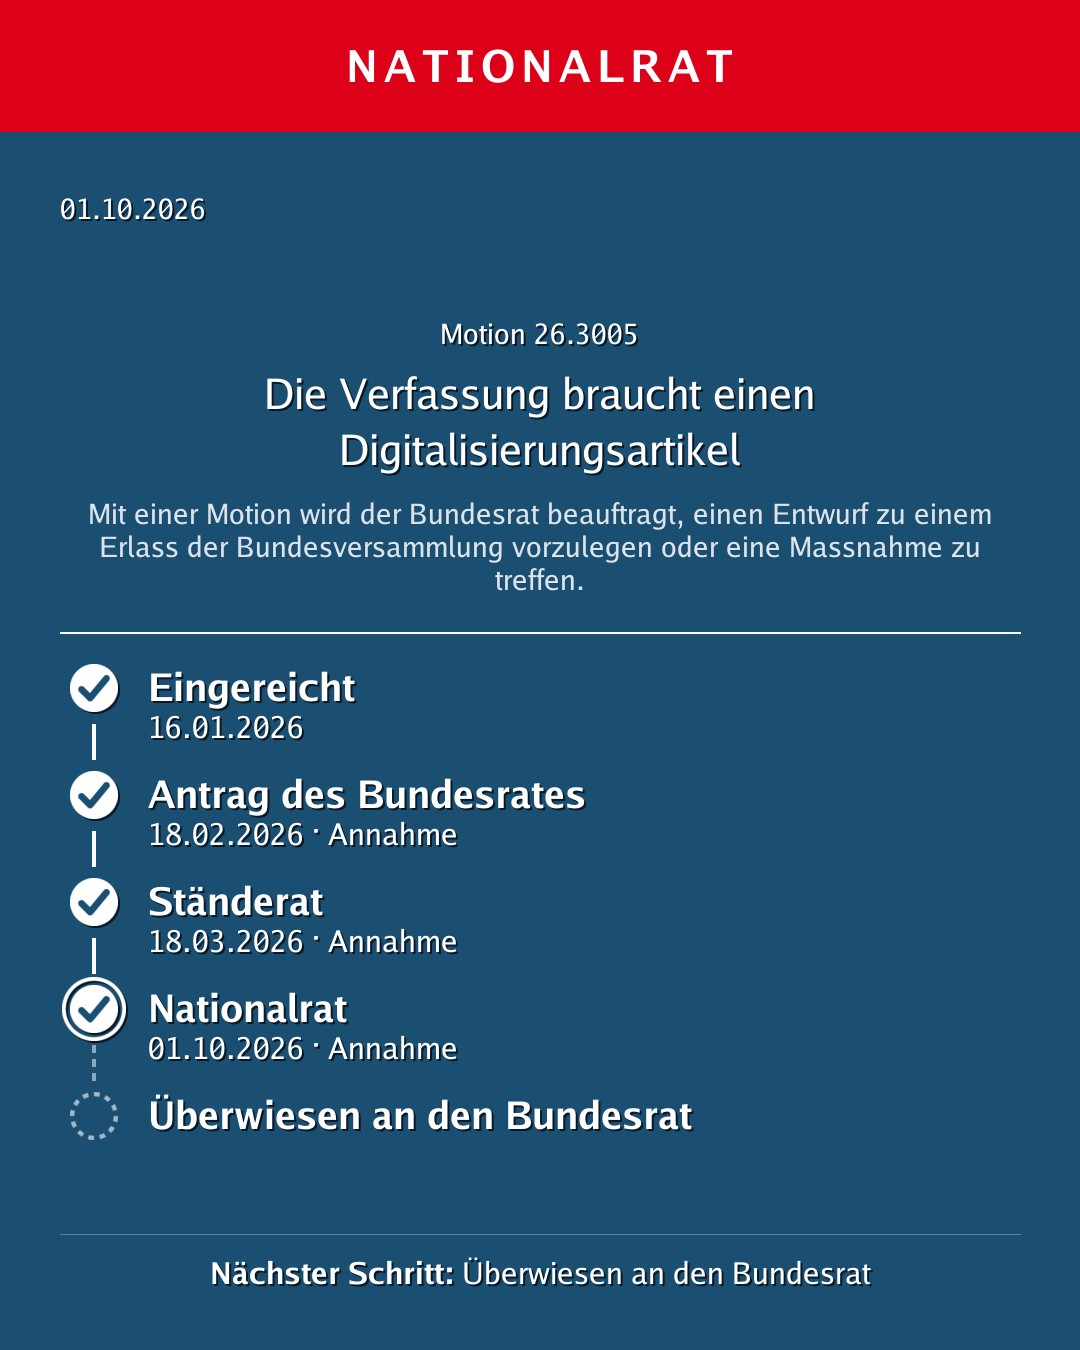 NATIONALRAT
01.10.2026
Motion 26.3005
Die Verfassung braucht einen
Digitalisierungsartikel
Mit einer Motion wird der Bundesrat beauftragt, einen Entwurf zu einem
Erlass der Bundesversammlung vorzulegen oder eine Massnahme zu
treffen.
Eingereicht
16.01.2026
Antrag des Bundesrates
18.02.2026 · Annahme
Ständerat
18.03.2026 · Annahme
Nationalrat
01.10.2026 · Annahme
Überwiesen an den Bundesrat
Nächster Schritt: Überwiesen an den Bundesrat